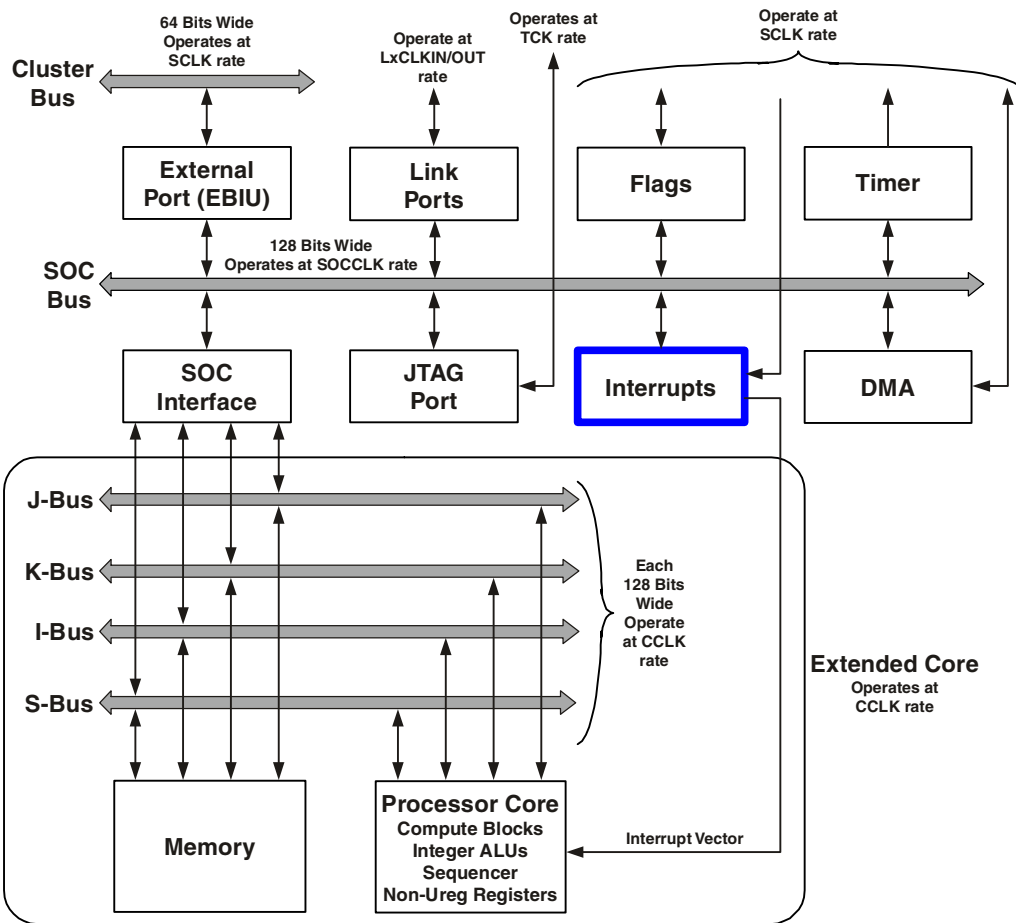 64 Bits Wide
Operates at
SCLK rate
Operate at
LxCLKIN/OUT
rate
Operates at
TCK rate
Operate at
SCLK rate
Cluster
Bus
External
Port (EBIU)
Link
Ports
Flags
Timer
128 Bits Wide
Operates at SOCCLK rate
SOC
Bus
SOC
Interface
JTAG
Port
Interrupts
DMA
J-Bus
K-Bus
I-Bus
S-Bus
Each
128 Bits
Wide
Operate
at CCLK
rate
Extended Core
Operates at
CCLK rate
Memory
Processor Core
Compute Blocks
Integer ALUs
Sequencer
Non-Ureg Registers
Interrupt Vector